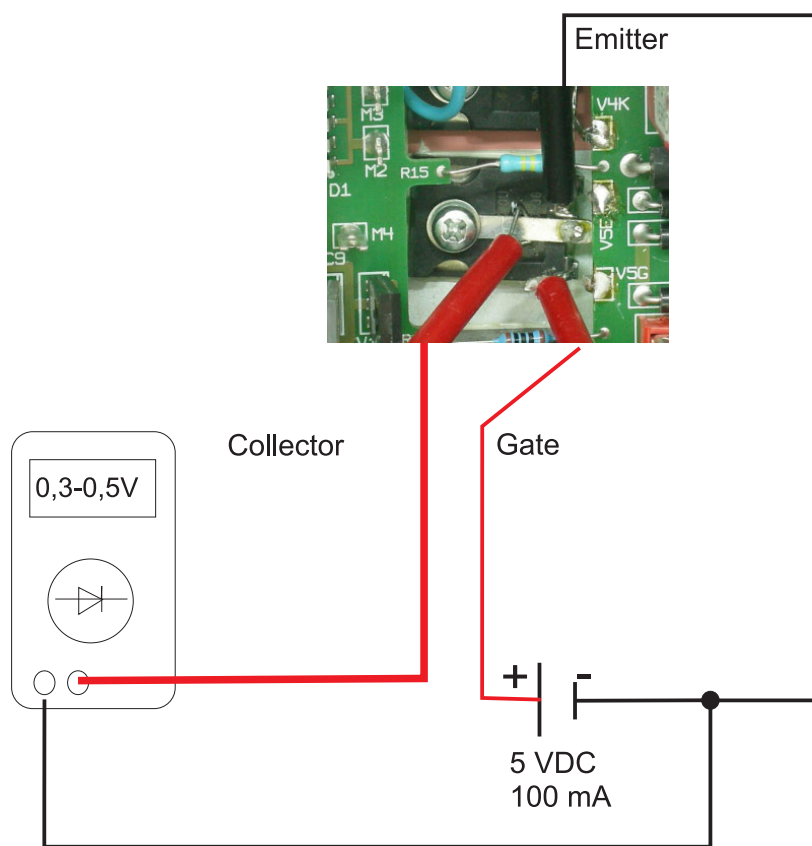 Emitter
V4K
M3
M2
R15
D1
M4
V5E
C9
V5G
Collector
Gate
0,3-0,5V
+
-
5 VDC
100 mA